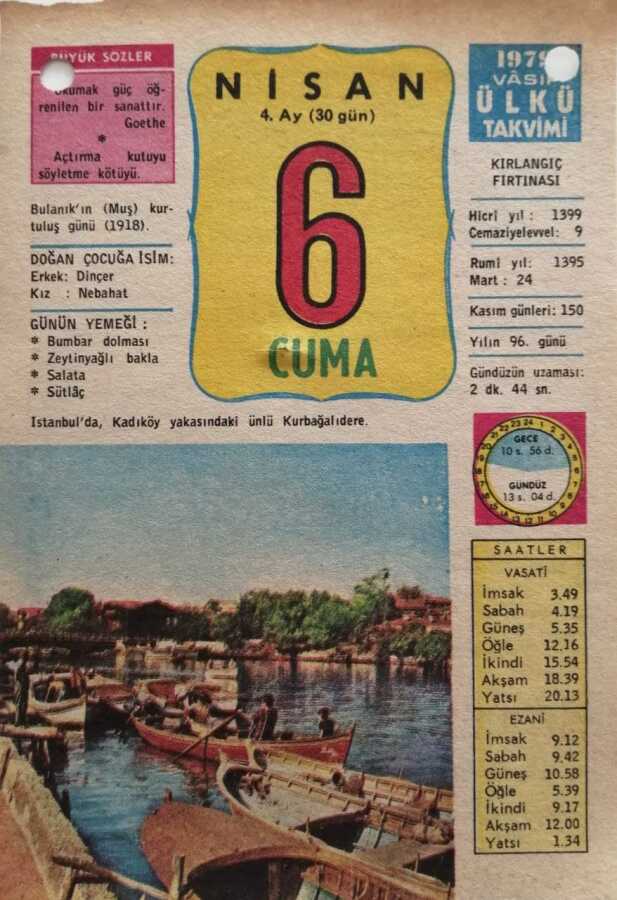 BÜYÜK SÖZLER
Okumak güç öğ-
renilen bir sanattır.
Goethe
*
Açtırma kutuyu
söyletme kötüyü.
Bulanık'ın (Muş) kur-
tuluş günü (1918).
DOĞAN ÇOCUĞA İSİM:
Erkek: Dinçer
Kız : Nebahat
GÜNÜN YEMEĞİ :
* Bumbar dolması
* Zeytinyağlı bakla
* Salata
* Sütlâç
NİSAN
4. Ay (30 gün)
6
CUMA
1979
VÂSIF
ÜLKÜ
TAKVİMİ
KIRLANGIÇ
FIRTINASI
Hicrî yıl : 1399
Cemaziyelevvel: 9
Rumî yıl: 1395
Mart : 24
Kasım günleri: 150
Yılın 96. günü
Gündüzün uzaması:
2 dk. 44 sn.
İstanbul'da, Kadıköy yakasındaki ünlü Kurbağalıdere.
GECE
10 s. 56 d.
GÜNDÜZ
13 s. 04 d.
SAATLER
VASATÎ
İmsak 3.49
Sabah 4.19
Güneş 5.35
Öğle 12.16
İkindi 15.54
Akşam 18.39
Yatsı 20.13
EZANÎ
İmsak 9.12
Sabah 9.42
Güneş 10.58
Öğle 5.39
İkindi 9.17
Akşam 12.00
Yatsı 1.34